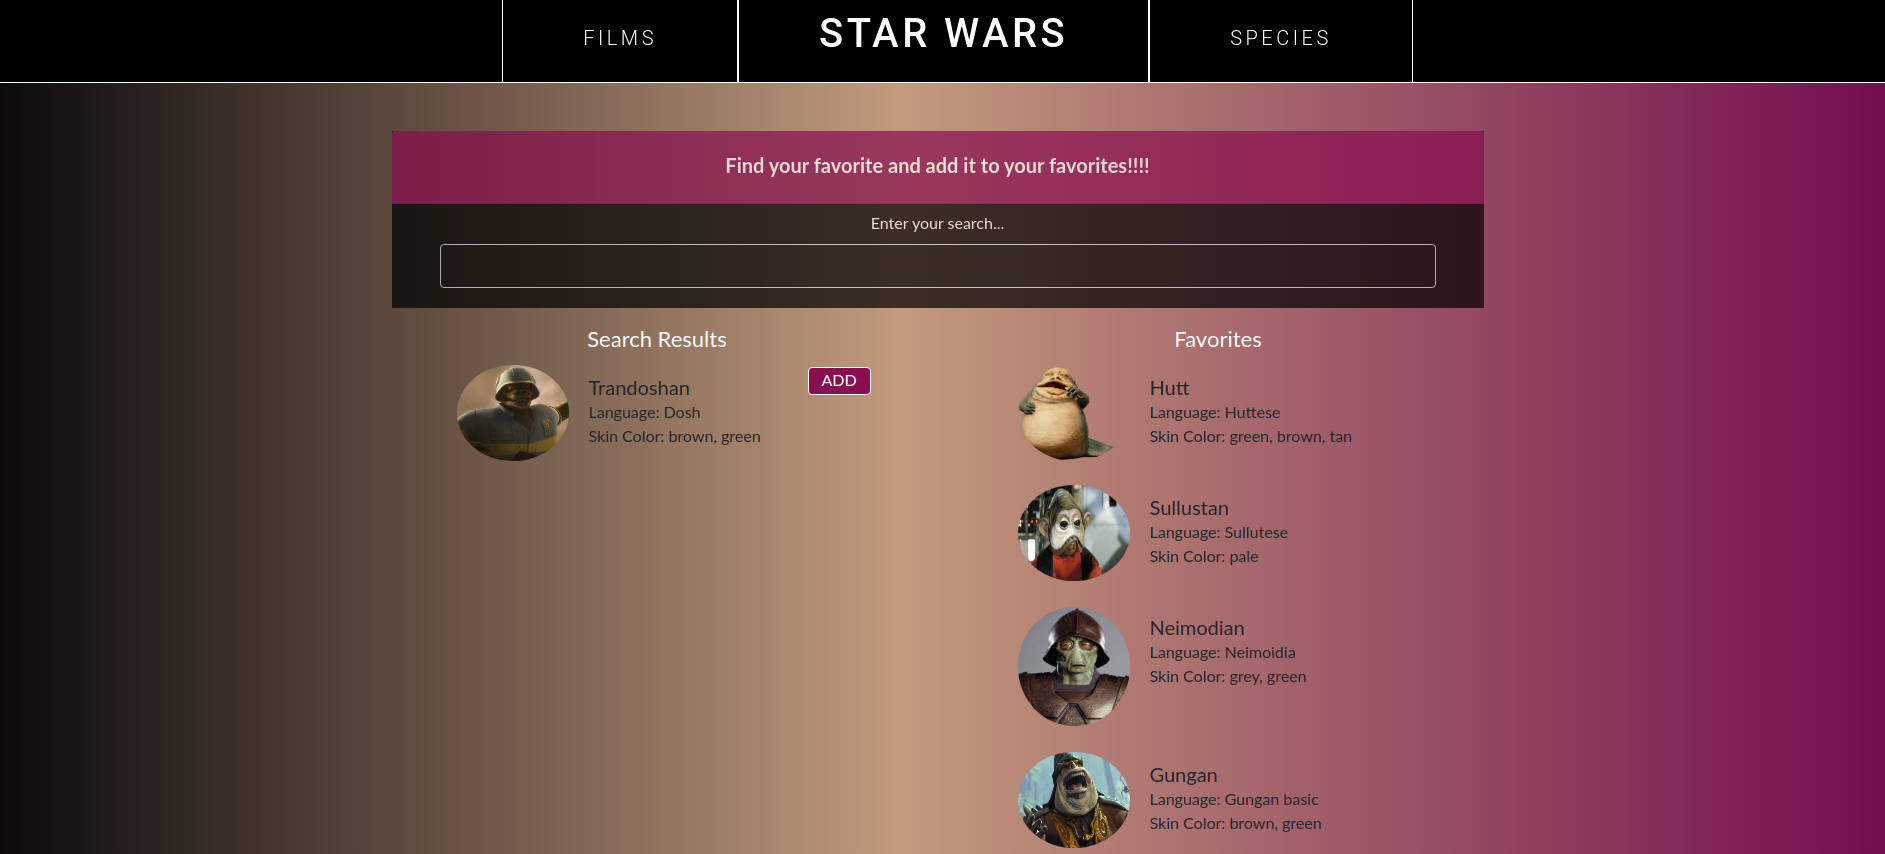 FILMS
STAR WARS
SPECIES
Find your favorite and add it to your favorites!!!!
Enter your search...
Search Results
Trandoshan
ADD
Language: Dosh
Skin Color: brown, green
Favorites
Hutt
Language: Huttese
Skin Color: green, brown, tan
Sullustan
Language: Sullutese
Skin Color: pale
Neimodian
Language: Neimoidia
Skin Color: grey, green
Gungan
Language: Gungan basic
Skin Color: brown, green